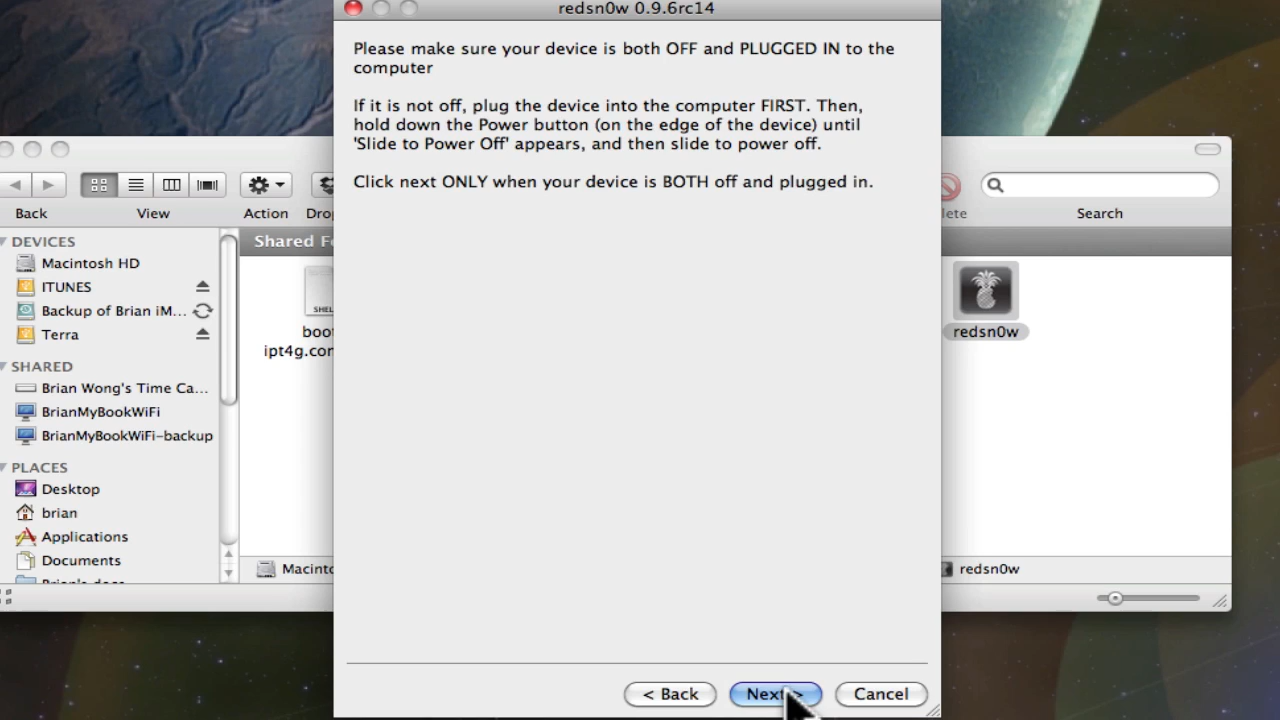 redsn0w 0.9.6rc14
Please make sure your device is both OFF and PLUGGED IN to the
computer
If it is not off, plug the device into the computer FIRST. Then,
hold down the Power button (on the edge of the device) until
'Slide to Power Off' appears, and then slide to power off.
Click next ONLY when your device is BOTH off and plugged in.
< Back Next > Cancel
Back View Action
Search
DEVICES
Macintosh HD
ITUNES
Backup of Brian iM...
Terra
SHARED
Brian Wong's Time Ca...
BrianMyBookWiFi
BrianMyBookWiFi-backup
PLACES
Desktop
brian
Applications
Documents
Shared
redsn0w
redsn0w